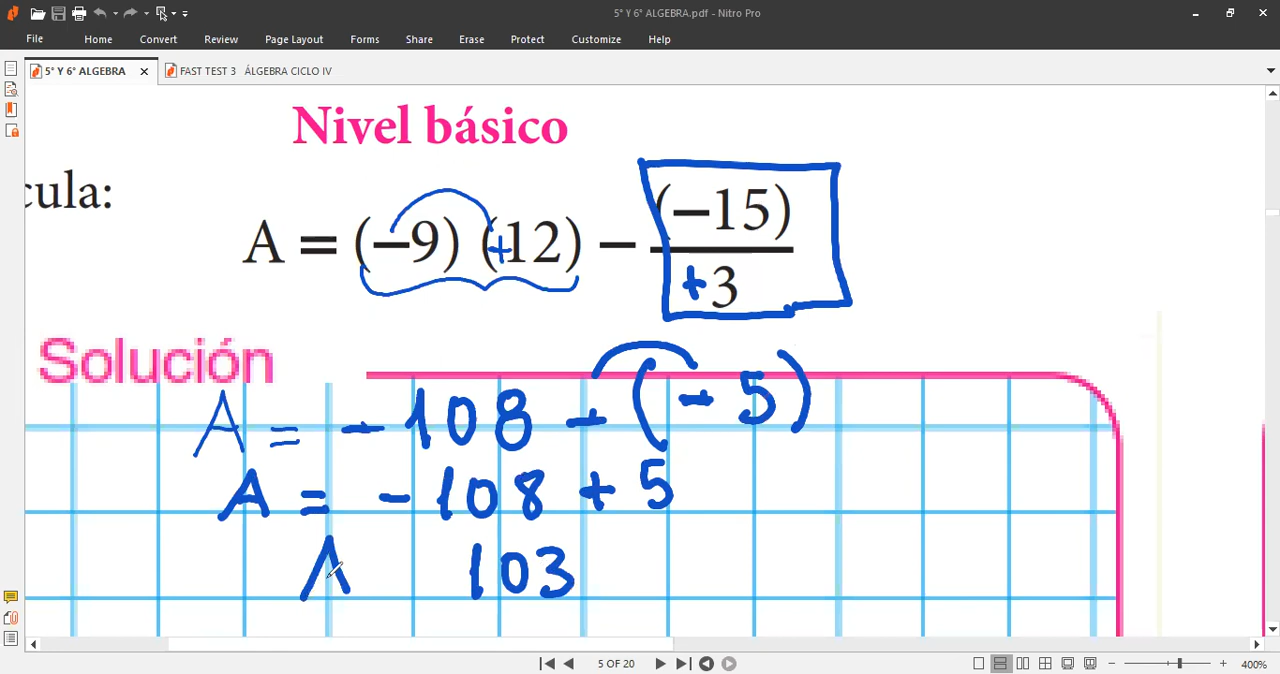 5° Y 6° ALGEBRA.pdf - Nitro Pro
File Home Convert Review Page Layout Forms Share Erase Protect Customize Help
5° Y 6° ALGEBRA FAST TEST 3 ÁLGEBRA CICLO IV
Nivel básico
cula:
A = (−9) (+12) − (−15)
+3
Solución
A = - 108 - (- 5)
A = - 108 + 5
A 103
5 OF 20
400%